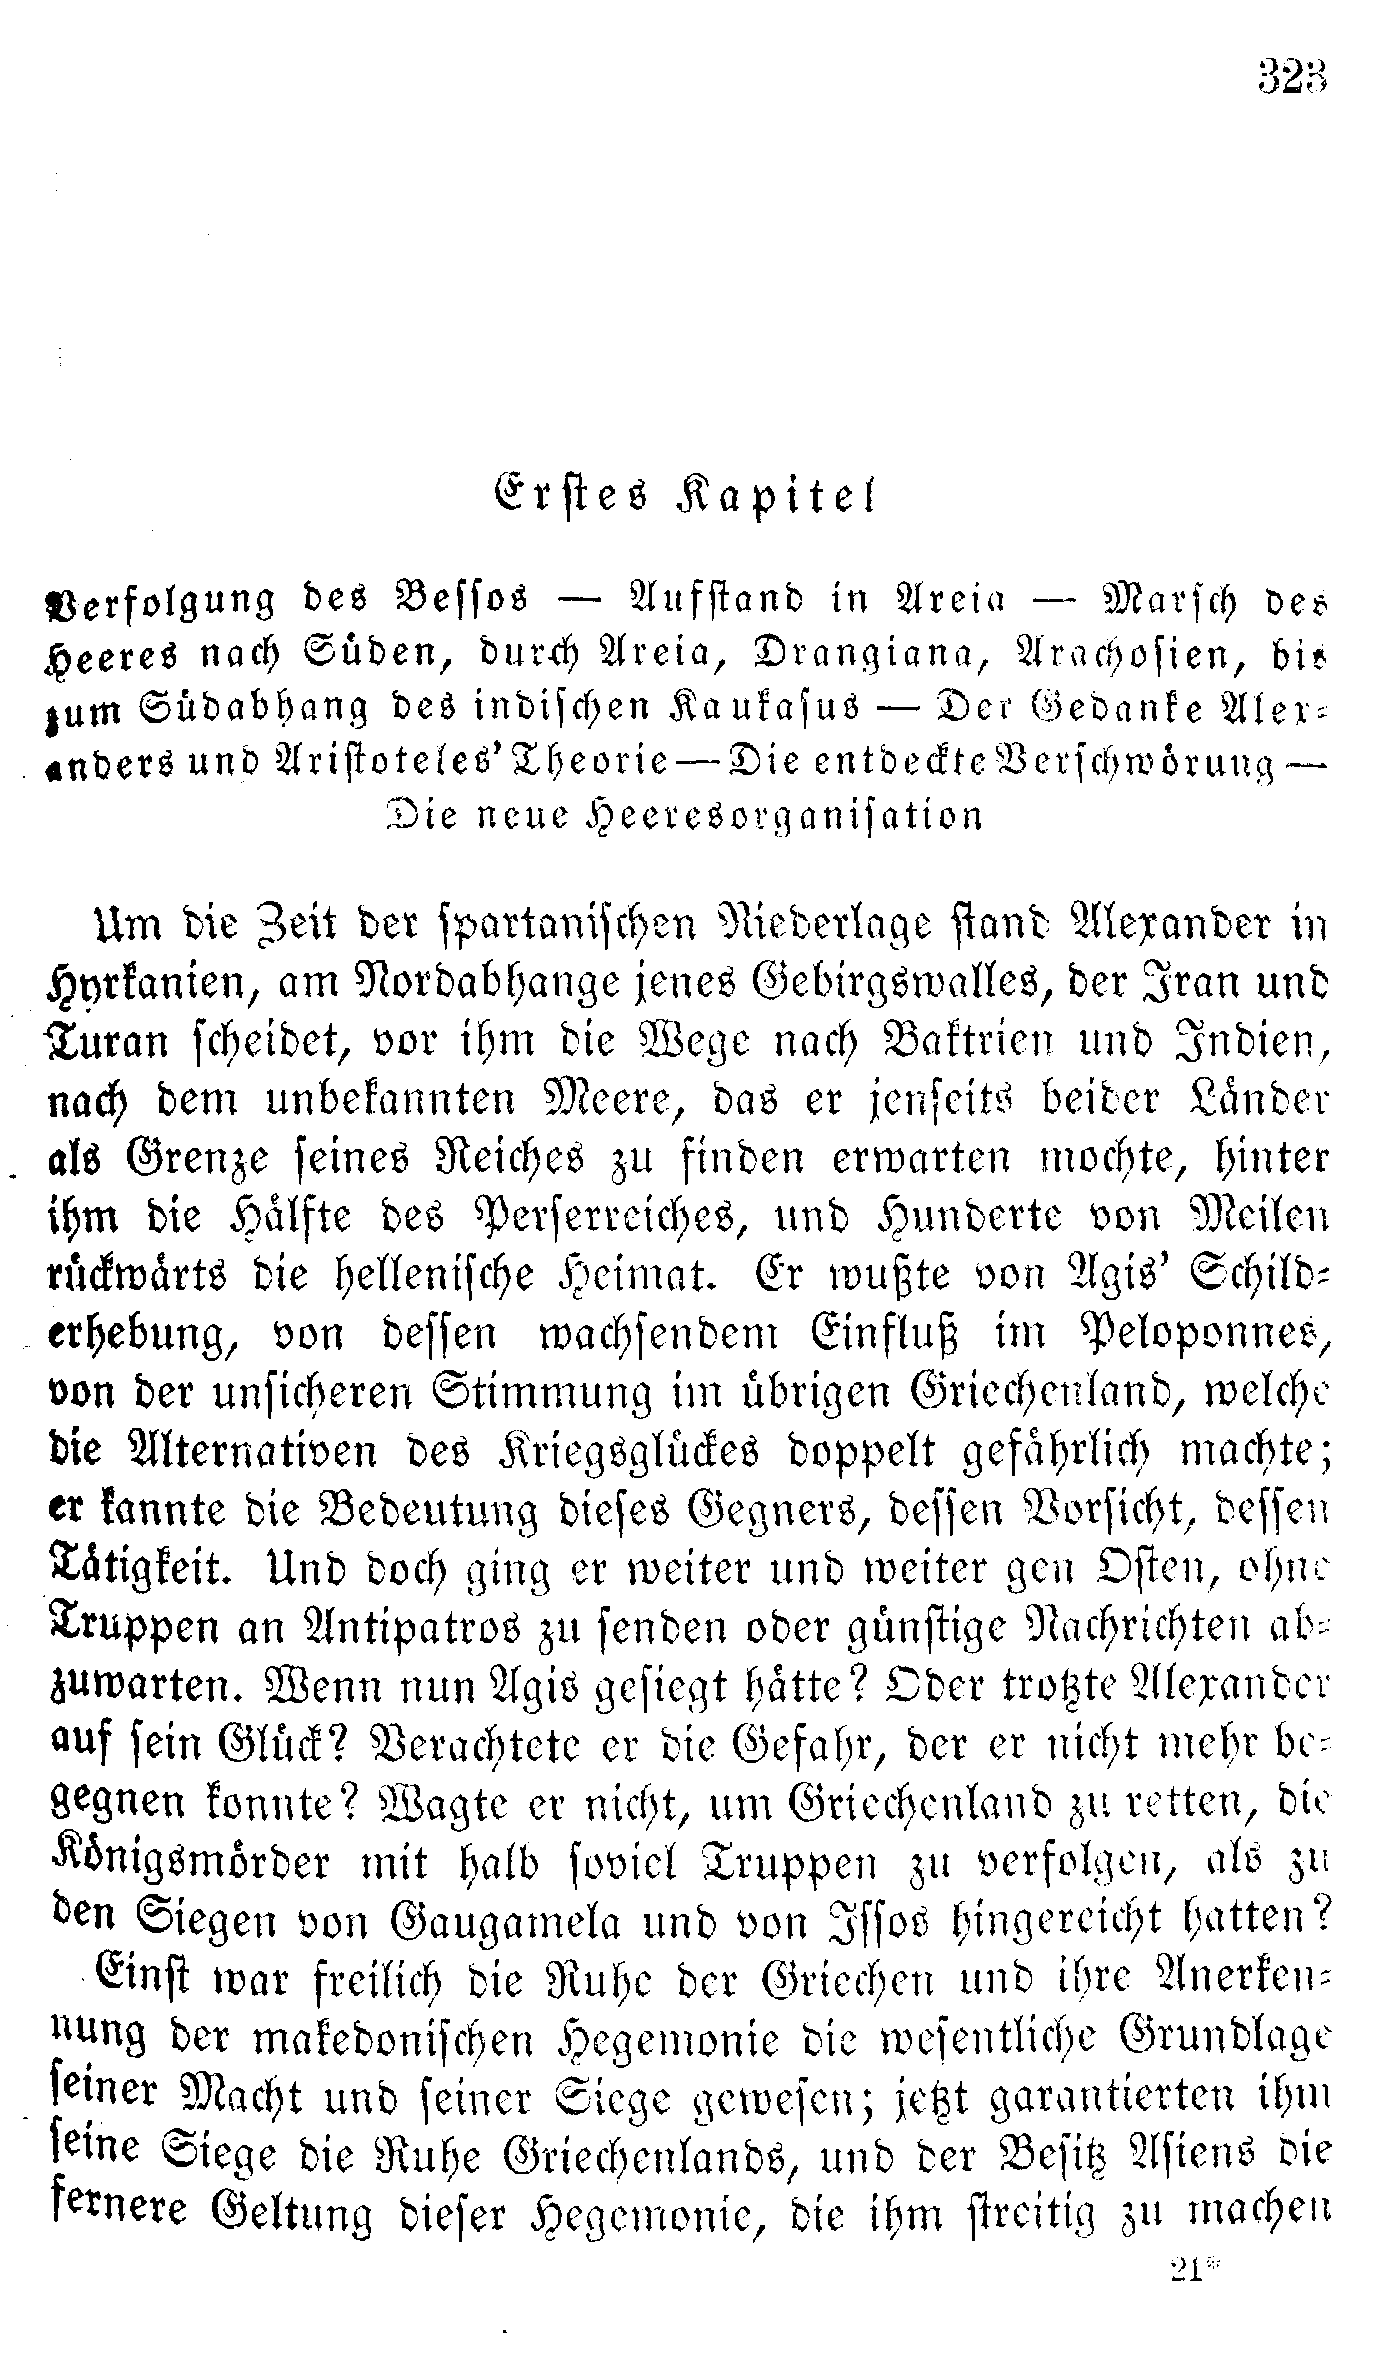 323
Erstes Kapitel
Verfolgung des Bessos — Aufstand in Areia — Marsch des
Heeres nach Süden, durch Areia, Drangiana, Arachosien, bis
zum Südabhang des indischen Kaukasus — Der Gedanke Alex-
anders und Aristoteles' Theorie — Die entdeckte Verschwörung —
Die neue Heeresorganisation
Um die Zeit der spartanischen Niederlage stand Alexander in
Hyrkanien, am Nordabhange jenes Gebirgswalles, der Iran und
Turan scheidet, vor ihm die Wege nach Baktrien und Indien,
nach dem unbekannten Meere, das er jenseits beider Länder
als Grenze seines Reiches zu finden erwarten mochte, hinter
ihm die Hälfte des Perserreiches, und Hunderte von Meilen
rückwärts die hellenische Heimat. Er wußte von Agis' Schild-
erhebung, von dessen wachsendem Einfluß im Peloponnes,
von der unsicheren Stimmung im übrigen Griechenland, welche
die Alternativen des Kriegsglückes doppelt gefährlich machte;
er kannte die Bedeutung dieses Gegners, dessen Vorsicht, dessen
Tätigkeit. Und doch ging er weiter und weiter gen Osten, ohne
Truppen an Antipatros zu senden oder günstige Nachrichten ab-
zuwarten. Wenn nun Agis gesiegt hätte? Oder trotzte Alexander
auf sein Glück? Verachtete er die Gefahr, der er nicht mehr be-
gegnen konnte? Wagte er nicht, um Griechenland zu retten, die
Königsmörder mit halb soviel Truppen zu verfolgen, als zu
den Siegen von Gaugamela und von Issos hingereicht hatten?
Einst war freilich die Ruhe der Griechen und ihre Anerken-
nung der makedonischen Hegemonie die wesentliche Grundlage
seiner Macht und seiner Siege gewesen; jetzt garantierten ihm
seine Siege die Ruhe Griechenlands, und der Besitz Asiens die
fernere Geltung dieser Hegemonie, die ihm streitig zu machen
21*